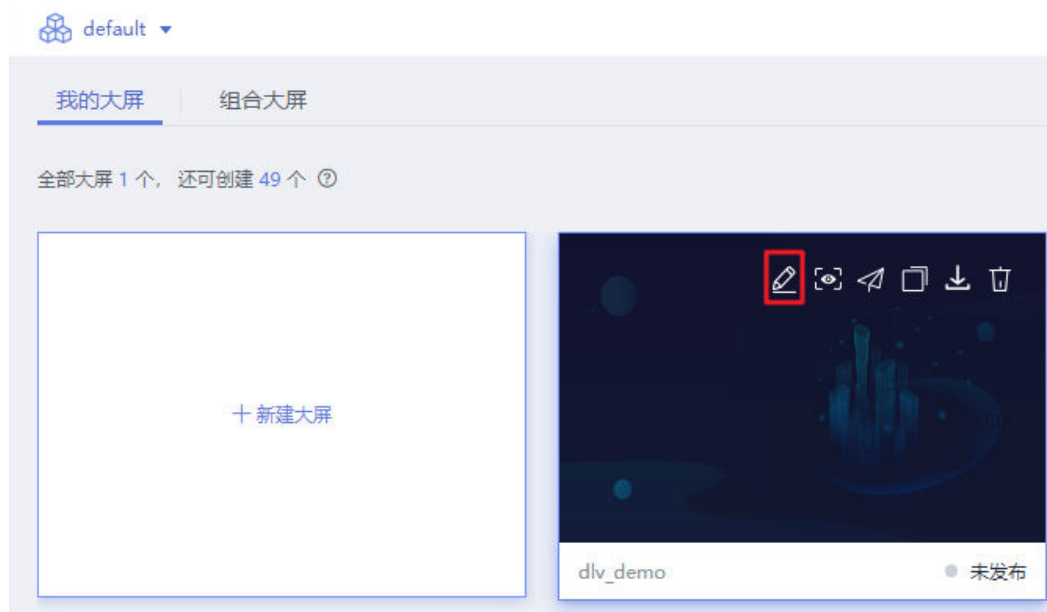 default
我的大屏 组合大屏
全部大屏 1 个, 还可创建 49 个 ?
十 新建大屏
dlv_demo 未发布